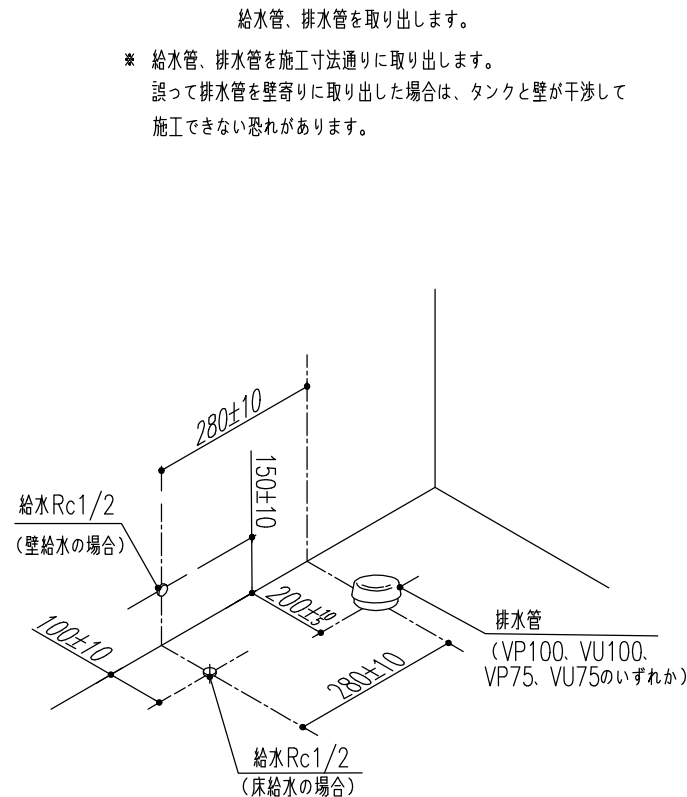 給水管、排水管を取り出します。
※ 給水管、排水管を施工寸法通りに取り出します。
誤って排水管を壁寄りに取り出した場合は、タンクと壁が干渉して
施工できない恐れがあります。
280±10
150±10
給水Rc1/2
(壁給水の場合)
200±¹⁰₅
100±10
排水管
(VP100、VU100、
VP75、VU75のいずれか)
280±10
給水Rc1/2
(床給水の場合)